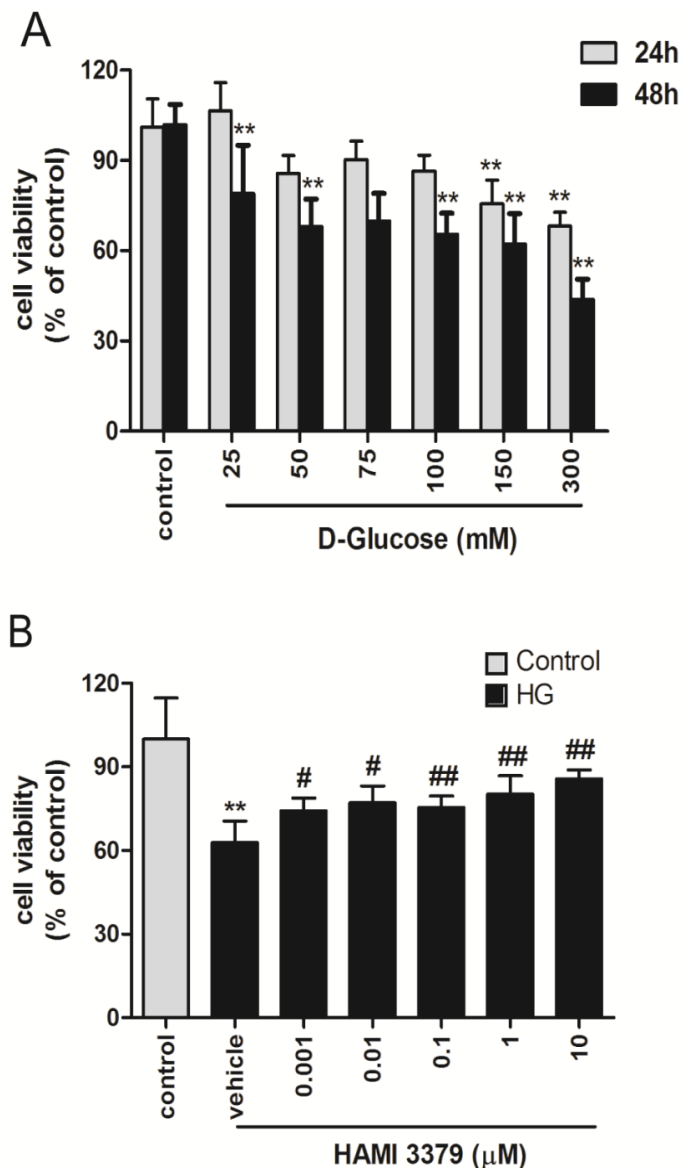 A
24h
48h
120
90
60
30
0
cell viability
(% of control)
** ** ** ** ** ** **
control 25 50 75 100 150 300
D-Glucose (mM)
B
Control
HG
120
90
60
30
0
cell viability
(% of control)
** # # ## ## ##
control vehicle 0.001 0.01 0.1 1 10
HAMI 3379 (μM)